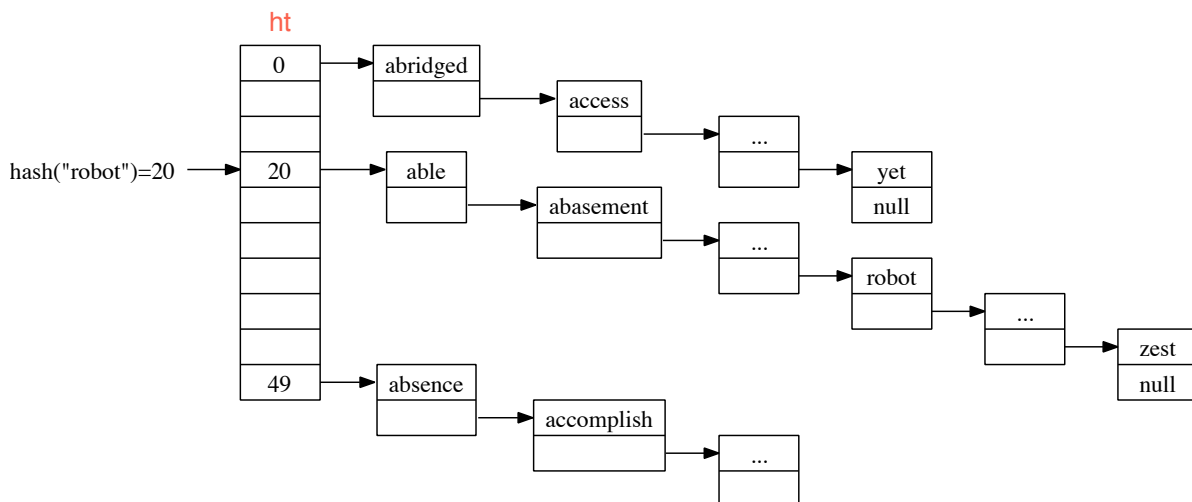 ht
0
abridged
access
...
yet
null
hash("robot")=20
20
able
abasement
...
robot
...
zest
null
49
absence
accomplish
...